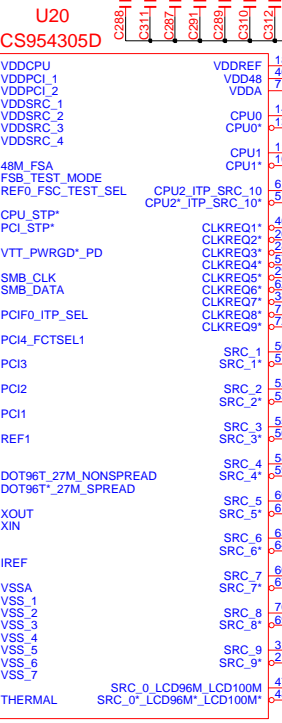 U20
CS954305D
C288
C311
C287
C291
C289
C310
C312
VDDCPU VDDREF
VDDPCI_1 VDD48
VDDPCI_2 VDDA
VDDSRC_1
VDDSRC_2 CPU0
VDDSRC_3 CPU0*
VDDSRC_4
CPU1
48M_FSA CPU1*
FSB_TEST_MODE
REF0_FSC_TEST_SEL CPU2_ITP_SRC_10
CPU2*_ITP_SRC_10*
CPU_STP*
PCI_STP* CLKREQ1*
CLKREQ2*
VTT_PWRGD*_PD CLKREQ3*
CLKREQ4*
SMB_CLK CLKREQ5*
SMB_DATA CLKREQ6*
CLKREQ7*
PCIF0_ITP_SEL CLKREQ8*
CLKREQ9*
PCI4_FCTSEL1
SRC_1
PCI3 SRC_1*
PCI2 SRC_2
SRC_2*
PCI1
SRC_3
REF1 SRC_3*
SRC_4
DOT96T_27M_NONSPREAD SRC_4*
DOT96T*_27M_SPREAD
SRC_5
XOUT SRC_5*
XIN
SRC_6
SRC_6*
IREF
SRC_7
VSSA SRC_7*
VSS_1
VSS_2 SRC_8
VSS_3 SRC_8*
VSS_4
VSS_5 SRC_9
VSS_6 SRC_9*
VSS_7
SRC_0_LCD96M_LCD100M
THERMAL SRC_0*_LCD96M*_LCD100M*